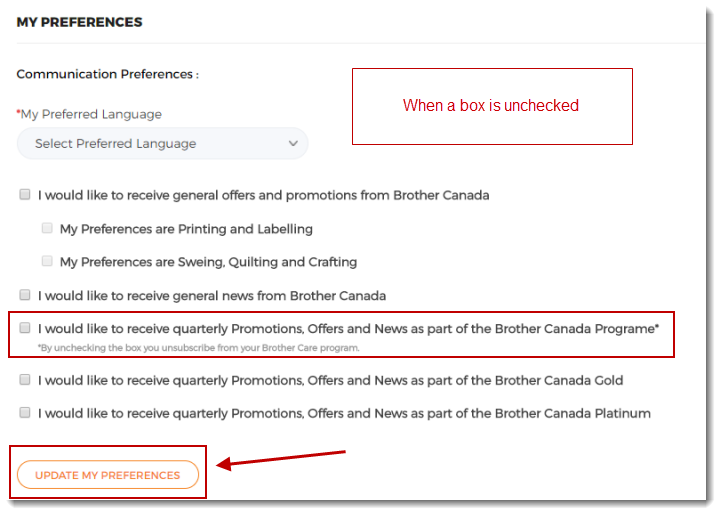 MY PREFERENCES
Communication Preferences :
When a box is unchecked
*My Preferred Language
Select Preferred Language
I would like to receive general offers and promotions from Brother Canada
My Preferences are Printing and Labelling
My Preferences are Sweing, Quilting and Crafting
I would like to receive general news from Brother Canada
I would like to receive quarterly Promotions, Offers and News as part of the Brother Canada Programe*
*By unchecking the box you unsubscribe from your Brother Care program.
I would like to receive quarterly Promotions, Offers and News as part of the Brother Canada Gold
I would like to receive quarterly Promotions, Offers and News as part of the Brother Canada Platinum
UPDATE MY PREFERENCES